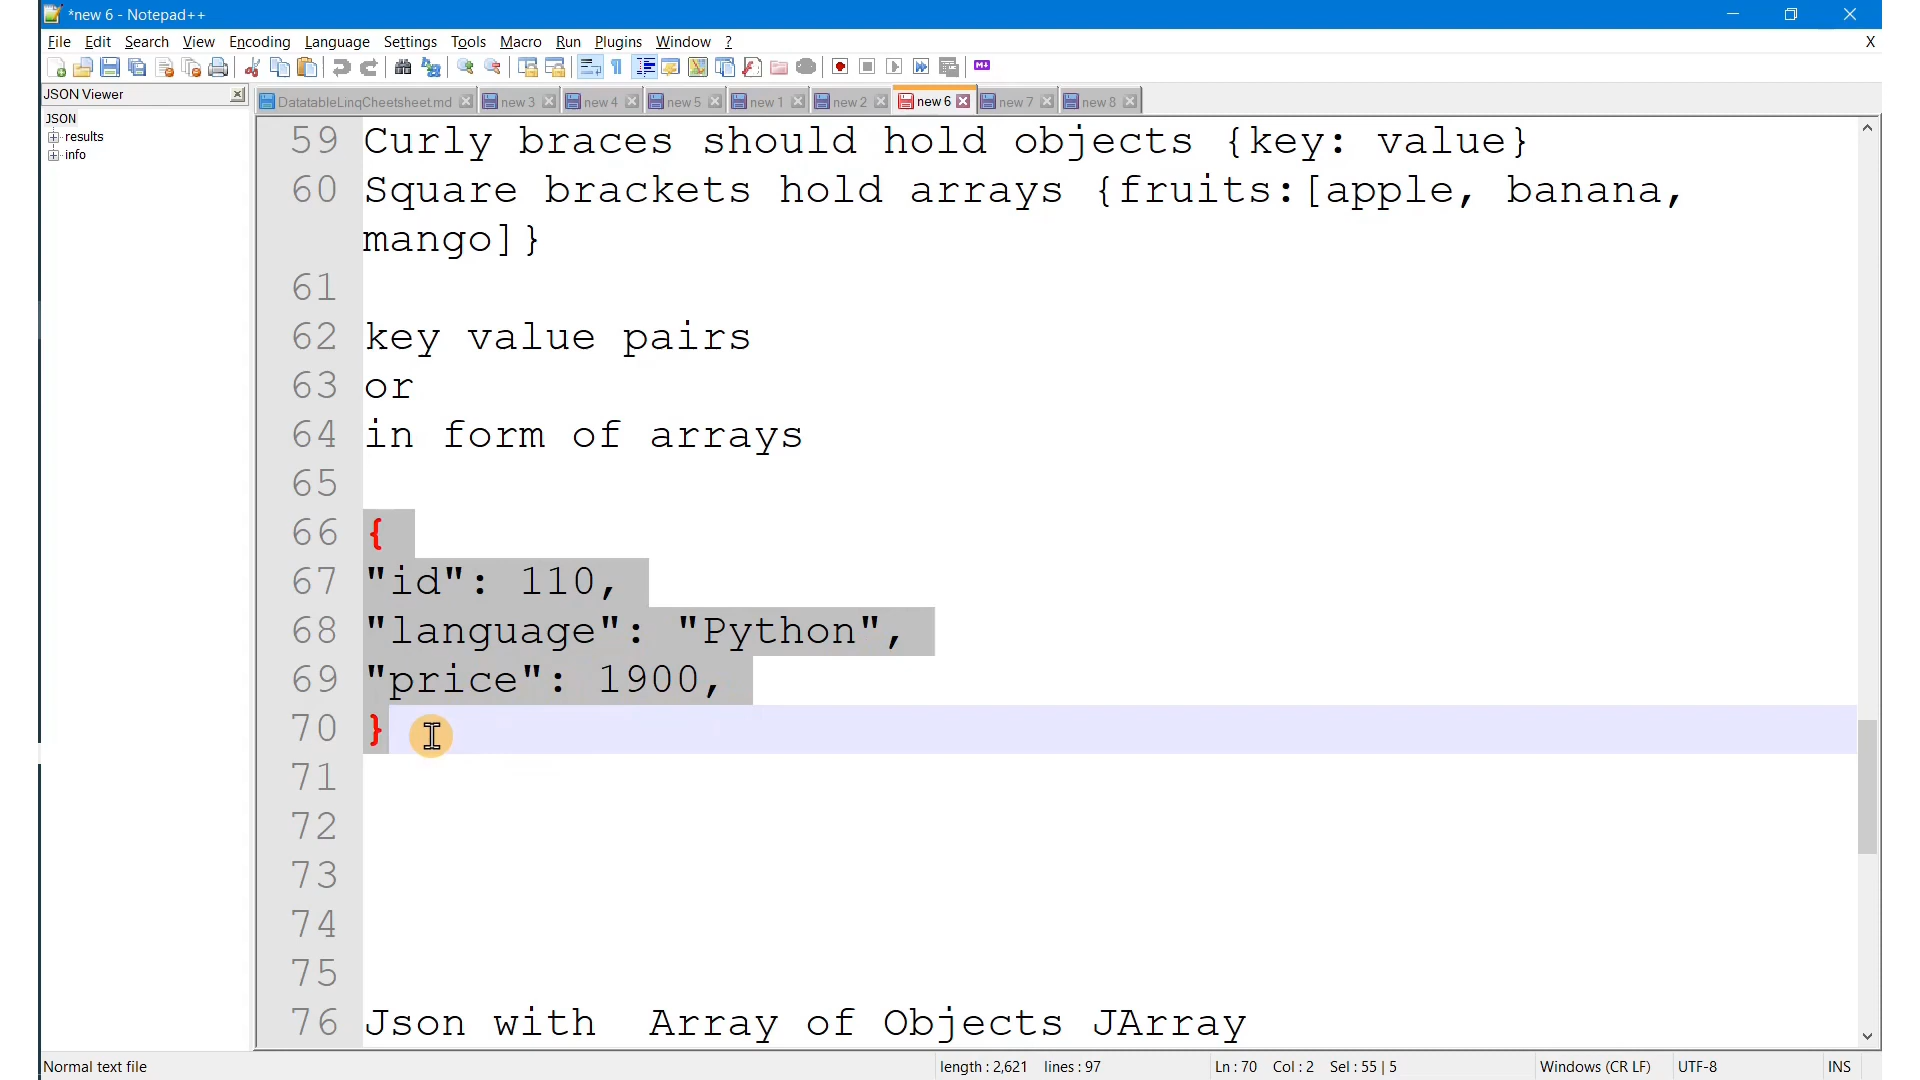 *new 6 - Notepad++
File Edit Search View Encoding Language Settings Tools Macro Run Plugins Window ? X
JSON Viewer
DatatableLinqCheetsheet.md new 3 new 4 new 5 new 1 new 2 new 6 new 7 new 8
JSON
results
info
59 Curly braces should hold objects {key: value}
60 Square brackets hold arrays {fruits:[apple, banana,
mango]}
61
62 key value pairs
63 or
64 in form of arrays
65
66 {
67 "id": 110,
68 "language": "Python",
69 "price": 1900,
70 }
71
72
73
74
75
76 Json with  Array of Objects JArray
Normal text file length : 2,621 lines : 97 Ln : 70 Col : 2 Sel : 55 | 5 Windows (CR LF) UTF-8 INS